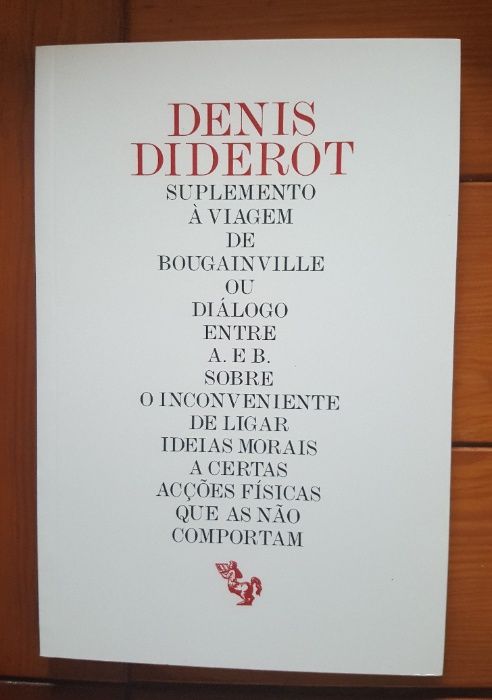 DENIS
DIDEROT
SUPLEMENTO
À VIAGEM
DE
BOUGAINVILLE
OU
DIÁLOGO
ENTRE
A. E B.
SOBRE
O INCONVENIENTE
DE LIGAR
IDEIAS MORAIS
A CERTAS
ACÇÕES FÍSICAS
QUE AS NÃO
COMPORTAM